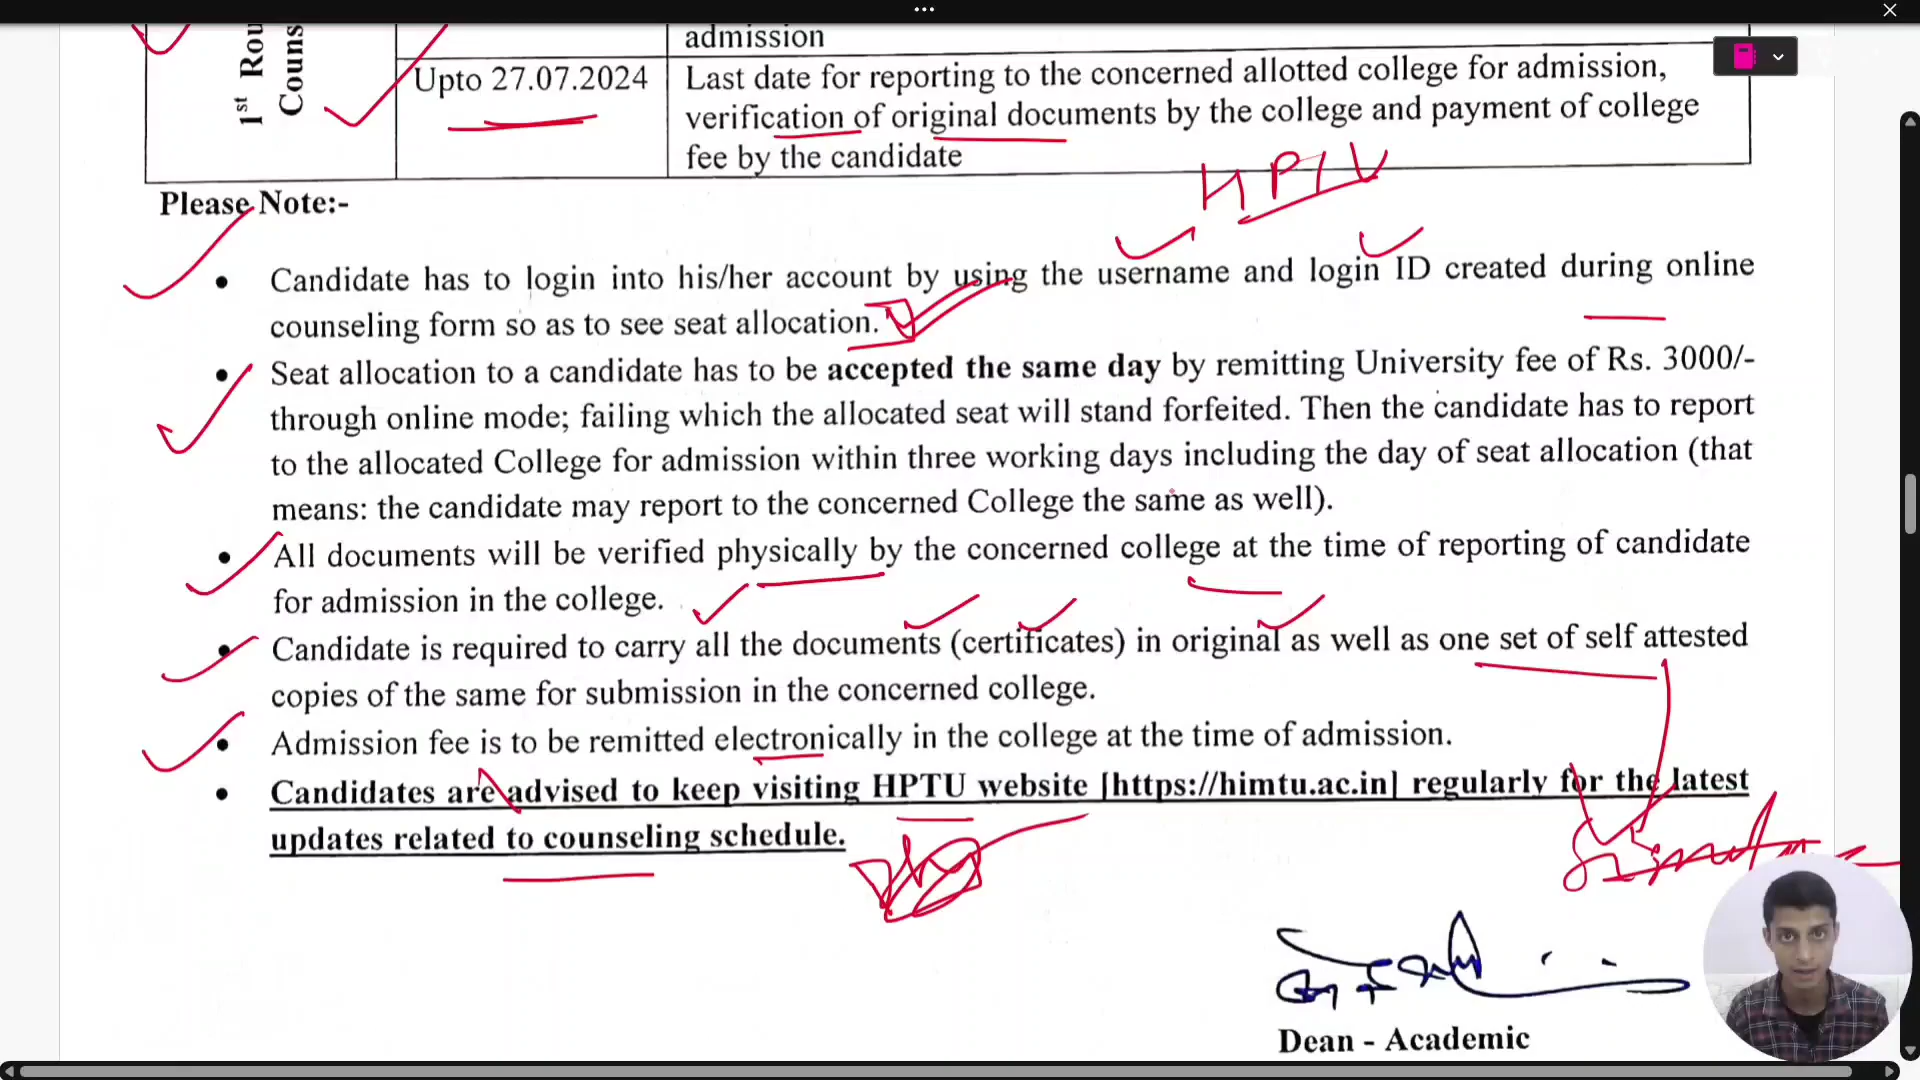 1st Rou
Couns
admission
Upto 27.07.2024
Last date for reporting to the concerned allotted college for admission,
verification of original documents by the college and payment of college
fee by the candidate
HPTU
Please Note:-
• Candidate has to login into his/her account by using the username and login ID created during online
counseling form so as to see seat allocation.
• Seat allocation to a candidate has to be accepted the same day by remitting University fee of Rs. 3000/-
through online mode; failing which the allocated seat will stand forfeited. Then the candidate has to report
to the allocated College for admission within three working days including the day of seat allocation (that
means: the candidate may report to the concerned College the same as well).
• All documents will be verified physically by the concerned college at the time of reporting of candidate
for admission in the college.
• Candidate is required to carry all the documents (certificates) in original as well as one set of self attested
copies of the same for submission in the concerned college.
• Admission fee is to be remitted electronically in the college at the time of admission.
• Candidates are advised to keep visiting HPTU website [https://himtu.ac.in] regularly for the latest
updates related to counseling schedule.
Dean - Academic